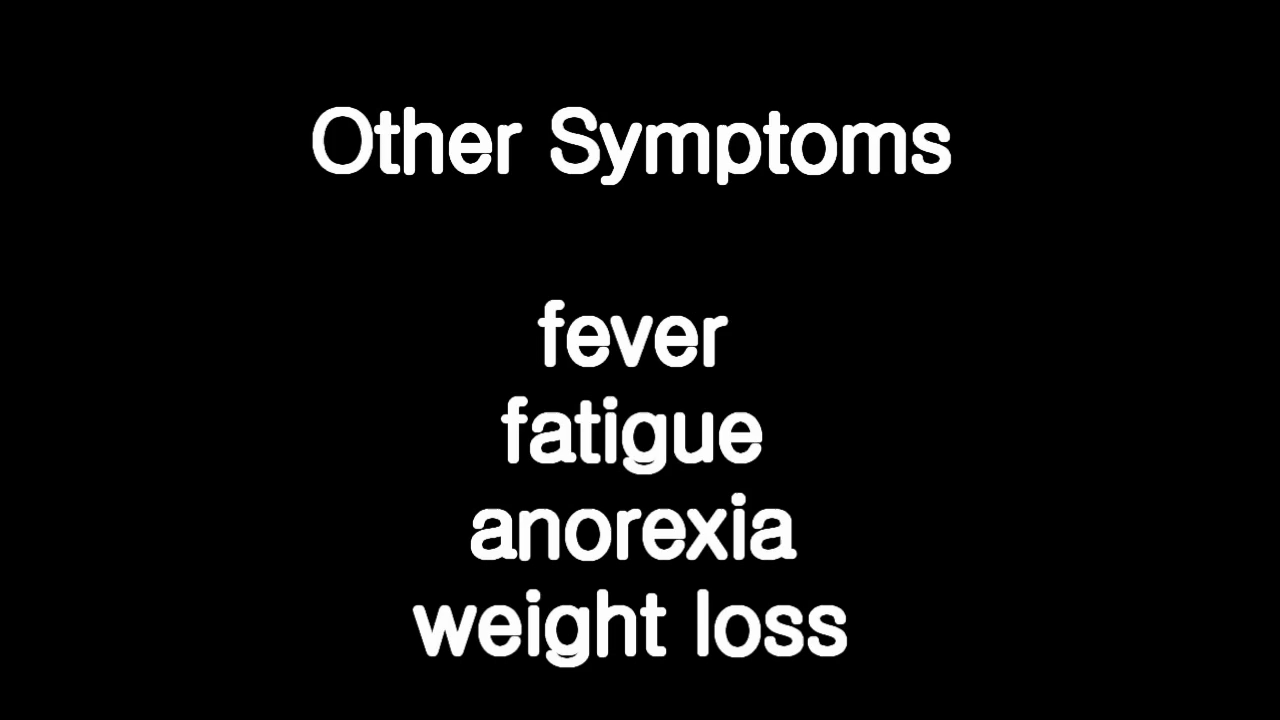 Other Symptoms
fever
fatigue
anorexia
weight loss